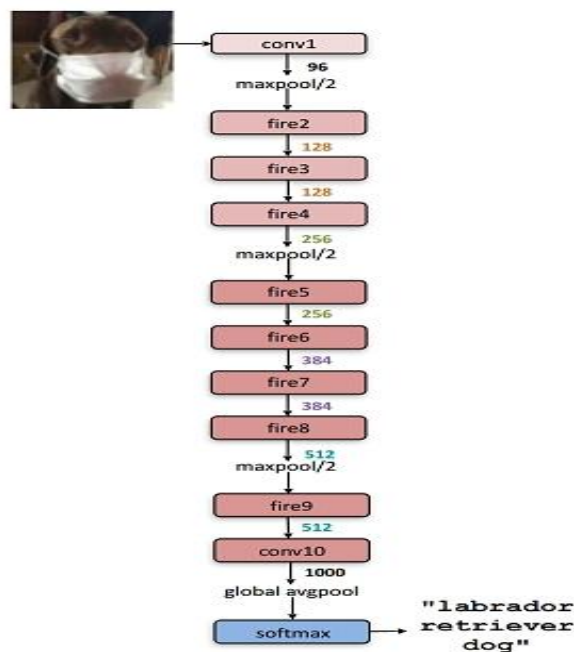 conv1
96
maxpool/2
fire2
128
fire3
128
fire4
256
maxpool/2
fire5
256
fire6
384
fire7
384
fire8
512
maxpool/2
fire9
512
conv10
1000
global avgpool
softmax
"labrador
retriever
dog"